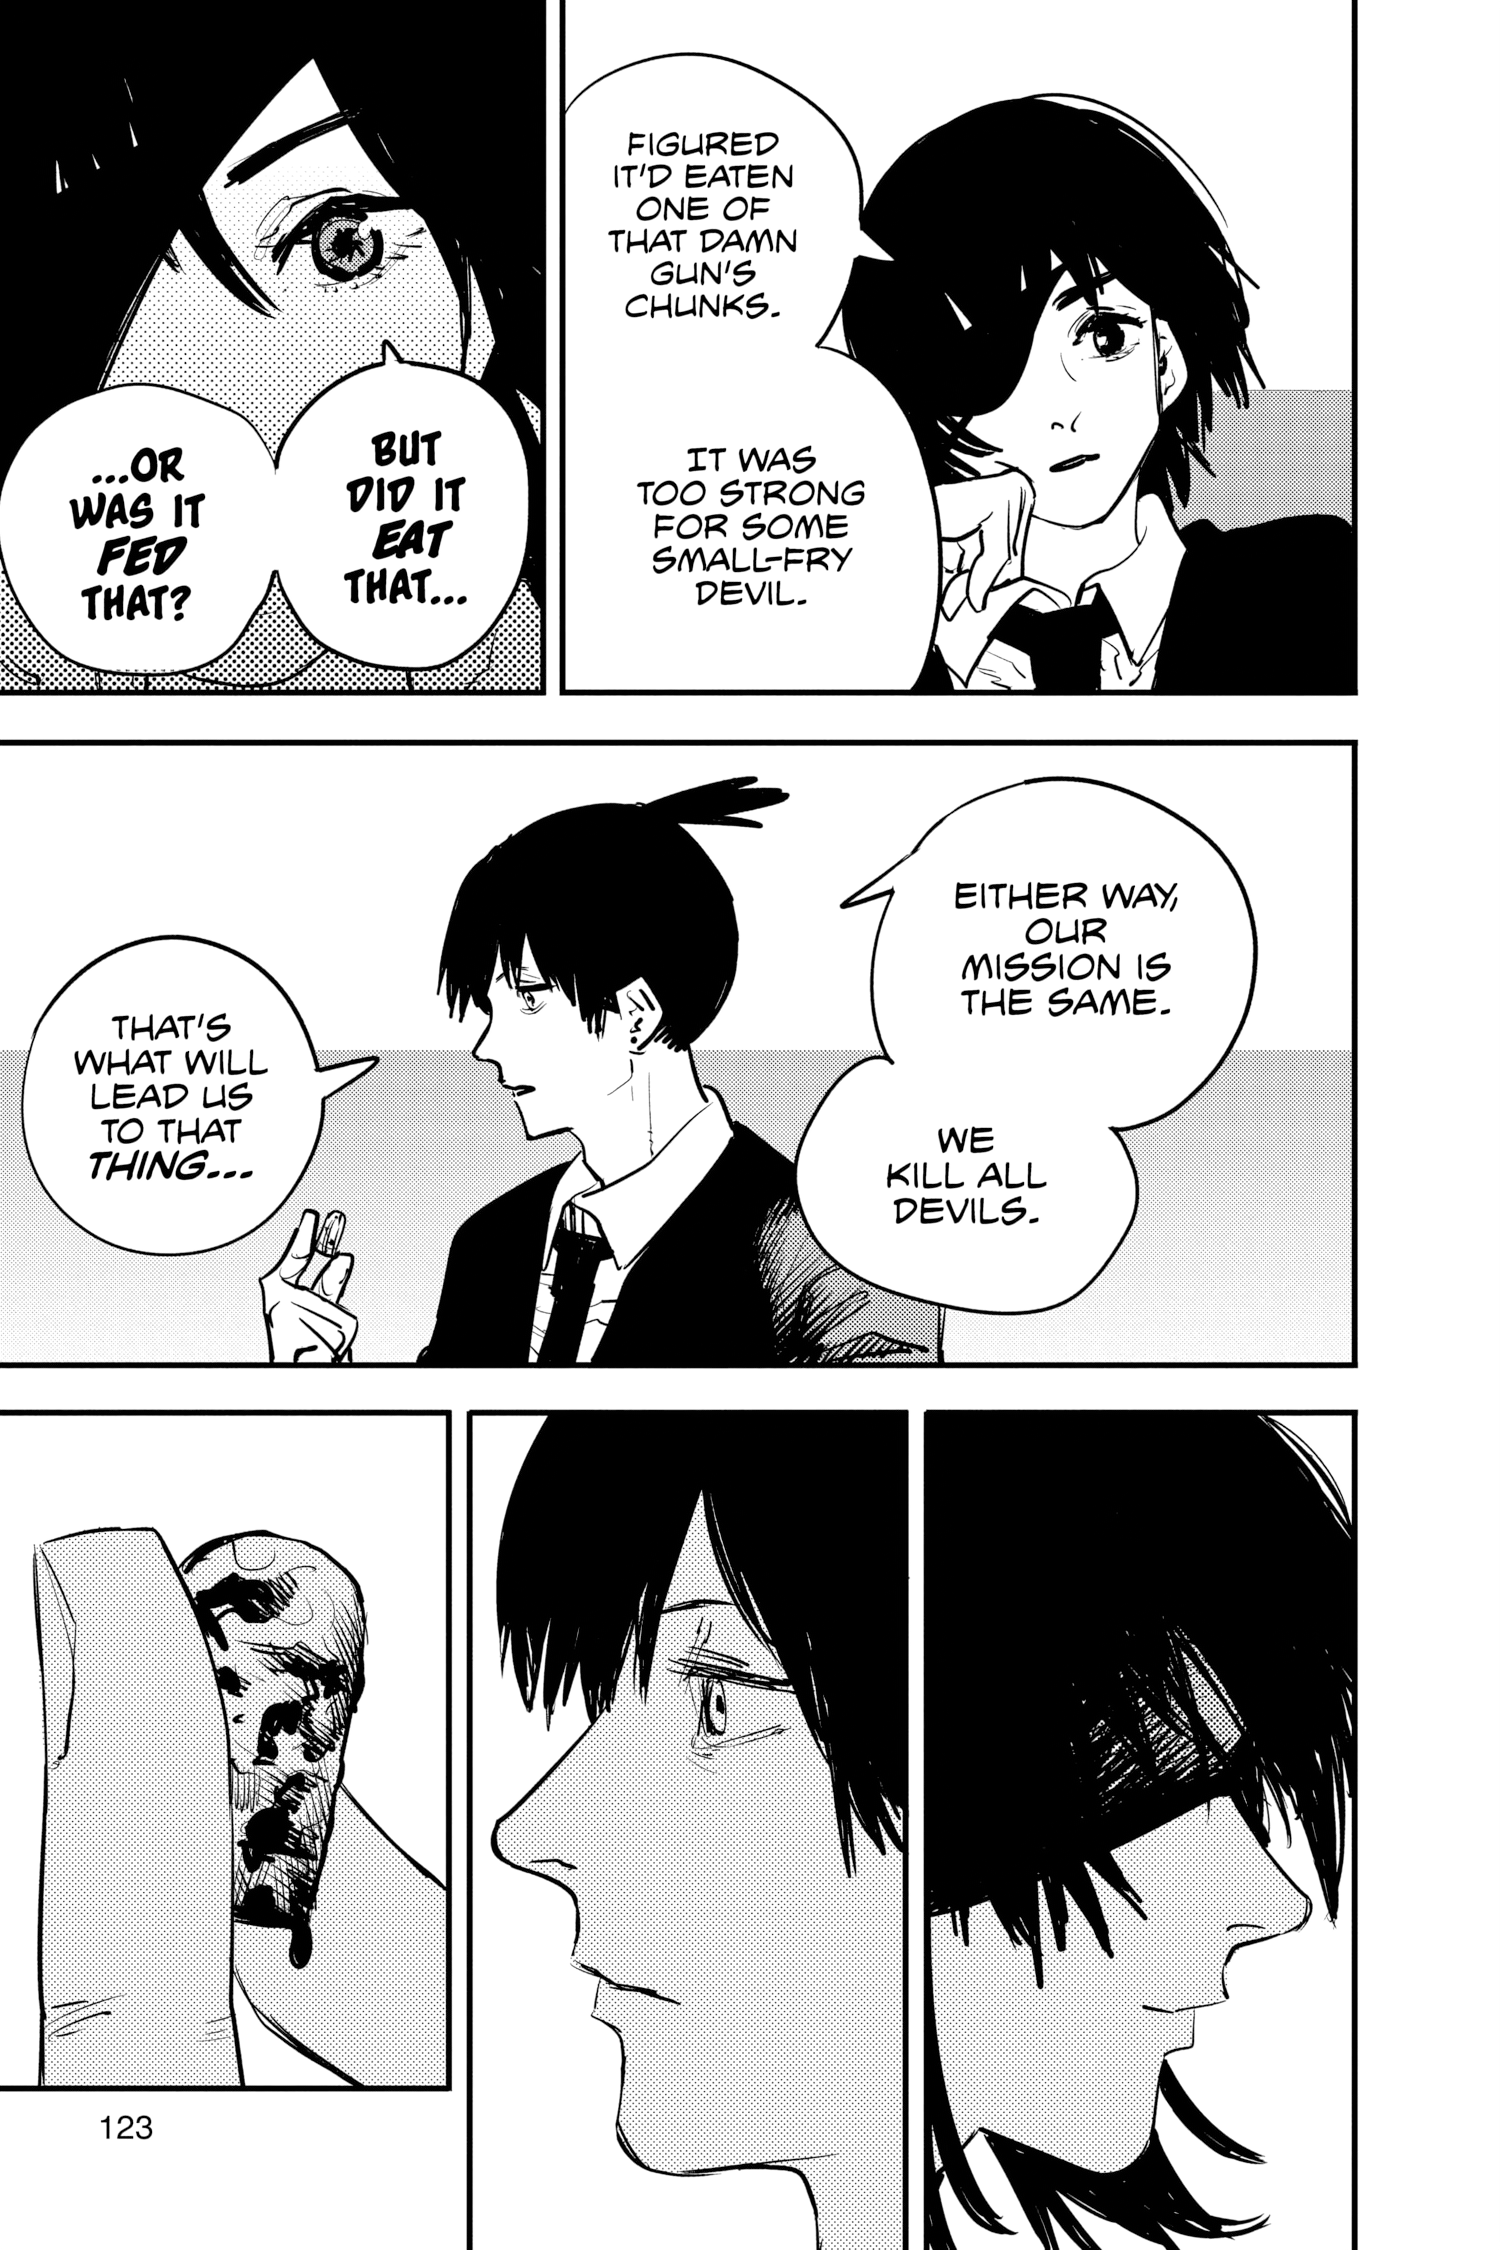 FIGURED
IT'D EATEN
ONE OF
THAT DAMN
GUN'S
CHUNKS.
IT WAS
TOO STRONG
FOR SOME
SMALL-FRY
DEVIL.
BUT
DID IT
EAT
THAT...
...OR
WAS IT
FED
THAT?
EITHER WAY,
OUR
MISSION IS
THE SAME.
WE
KILL ALL
DEVILS.
THAT'S
WHAT WILL
LEAD US
TO THAT
THING...
123